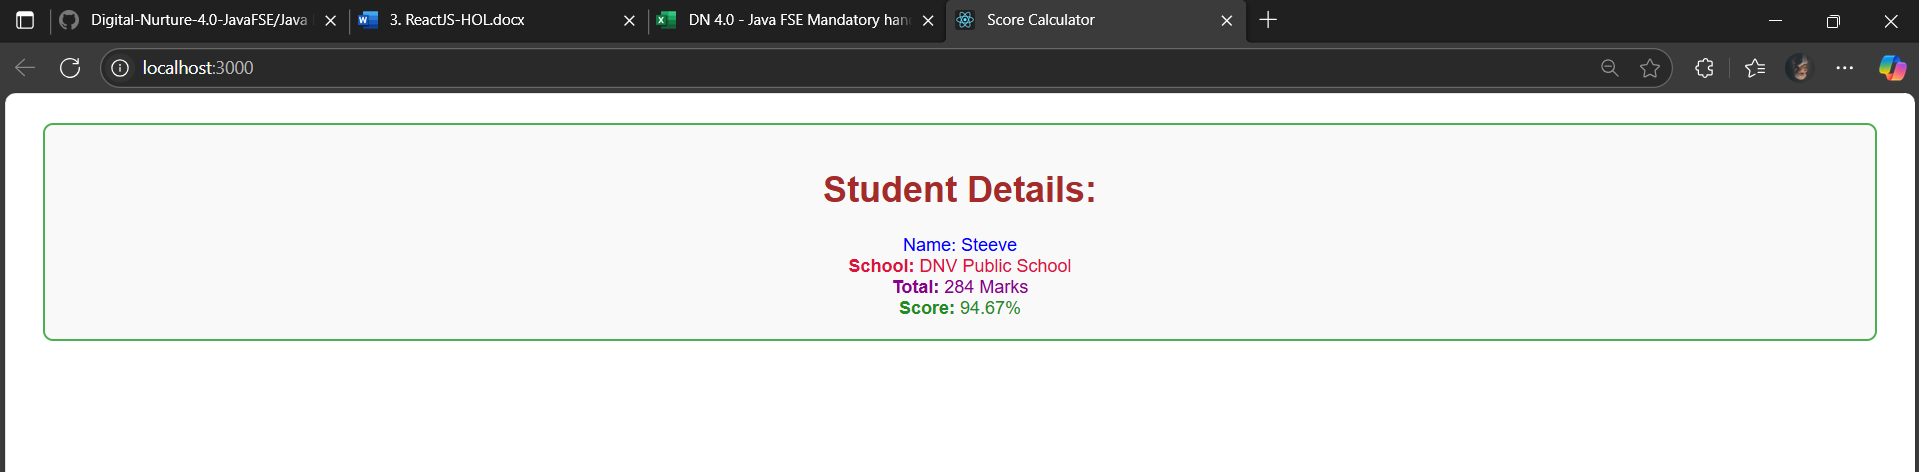 Digital-Nurture-4.0-JavaFSE/Java
3. ReactJS-HOL.docx
DN 4.0 - Java FSE Mandatory han
Score Calculator
localhost:3000
Student Details:
Name: Steeve
School: DNV Public School
Total: 284 Marks
Score: 94.67%